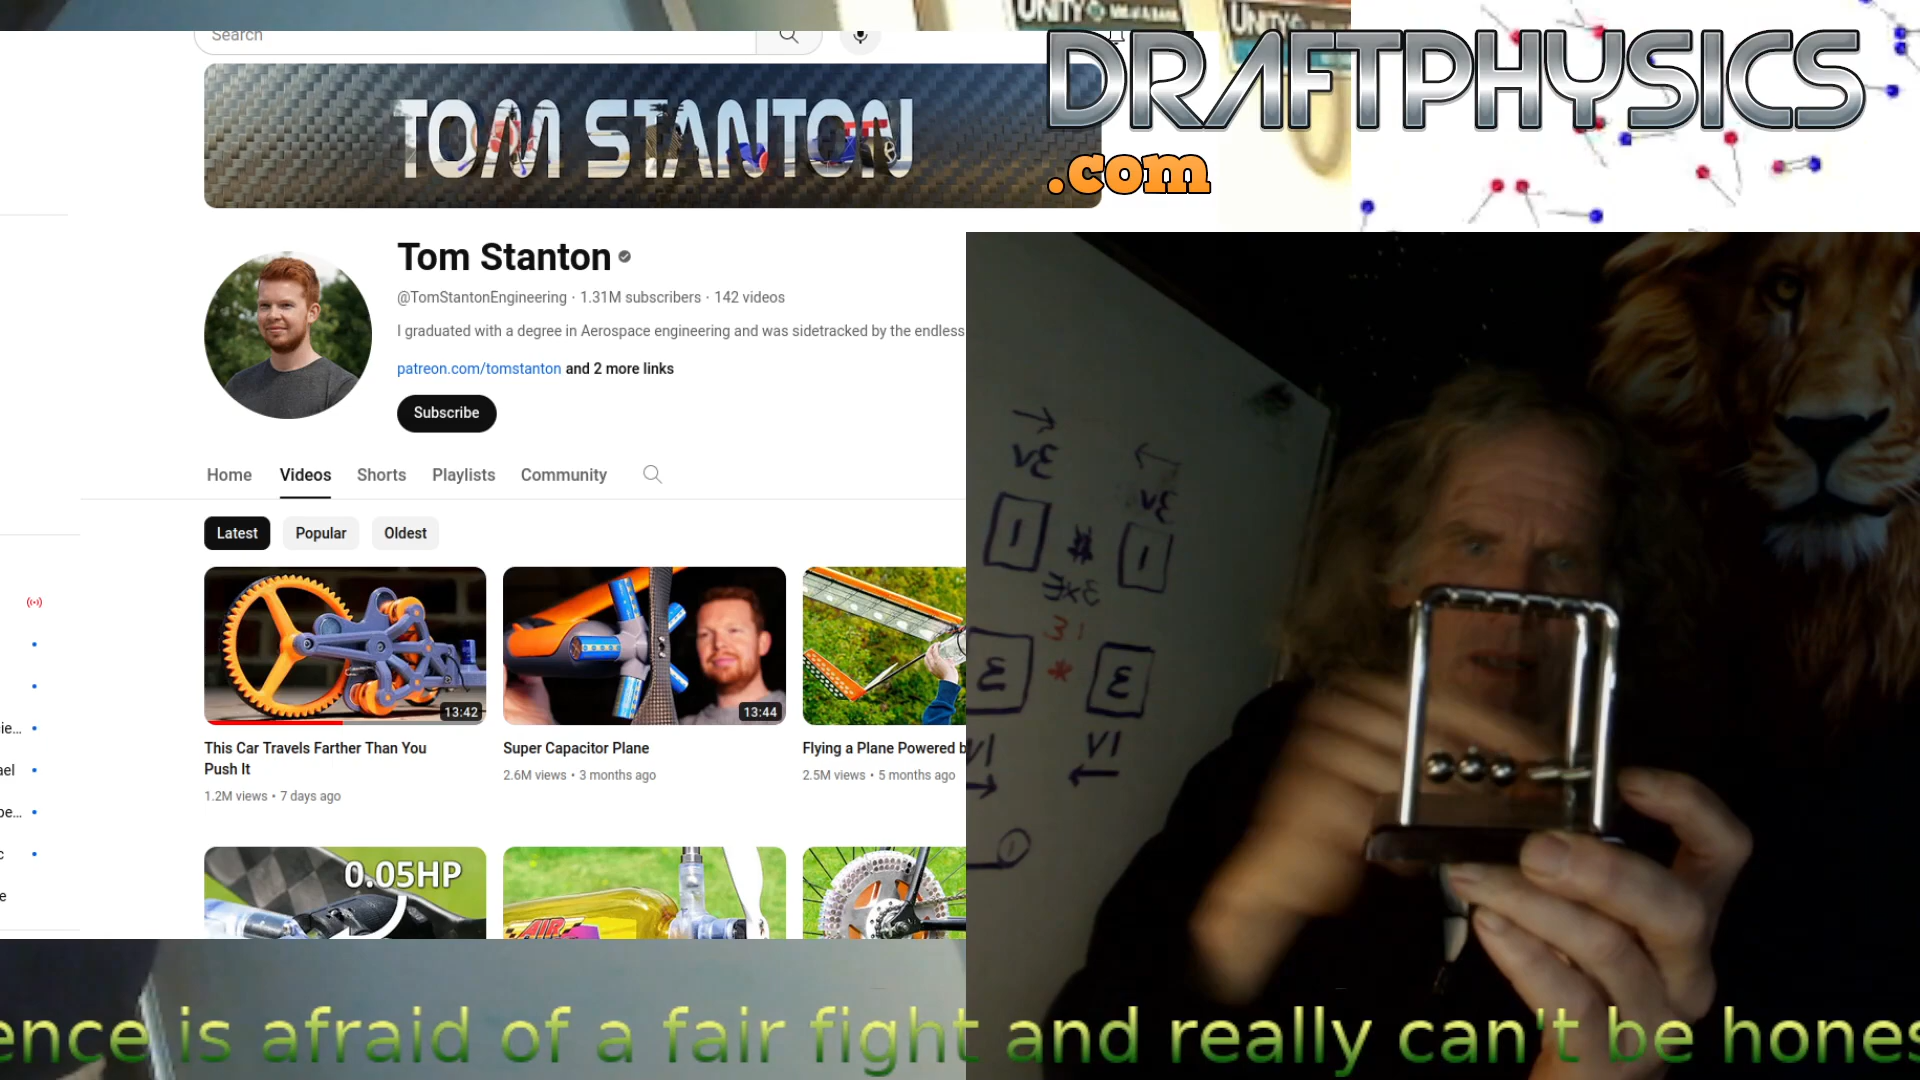 UNITY
UNITY
Search
DRAFTPHYSICS
.com
TOM STANTON
Tom Stanton
@TomStantonEngineering · 1.31M subscribers · 142 videos
I graduated with a degree in Aerospace engineering and was sidetracked by the endless
patreon.com/tomstanton and 2 more links
Subscribe
Home Videos Shorts Playlists Community
Latest Popular Oldest
13:42
13:44
This Car Travels Farther Than You
Push It
1.2M views • 7 days ago
Super Capacitor Plane
2.6M views • 3 months ago
Flying a Plane Powered b
2.5M views • 5 months ago
0.05HP
AIR
ence is afraid of a fair fight and really can't be hones